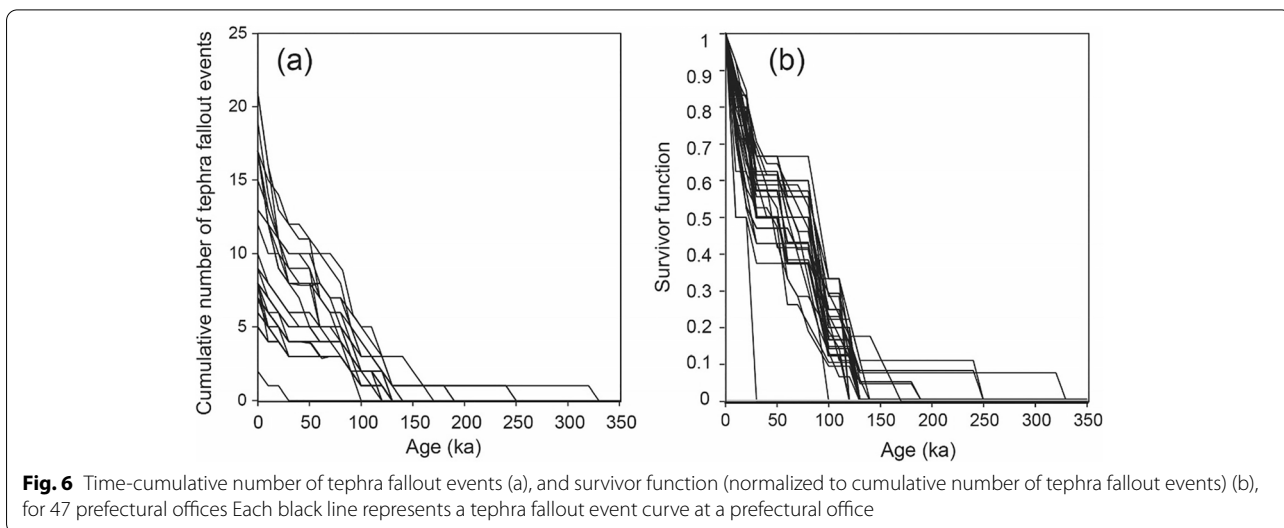 (a)
Cumulative number of tephra fallout events
25
20
15
10
5
0
0 50 100 150 200 250 300 350
Age (ka)
(b)
Survivor function
1
0.9
0.8
0.7
0.6
0.5
0.4
0.3
0.2
0.1
0
0 50 100 150 200 250 300 350
Age (ka)
Fig. 6 Time-cumulative number of tephra fallout events (a), and survivor function (normalized to cumulative number of tephra fallout events) (b),
for 47 prefectural offices Each black line represents a tephra fallout event curve at a prefectural office